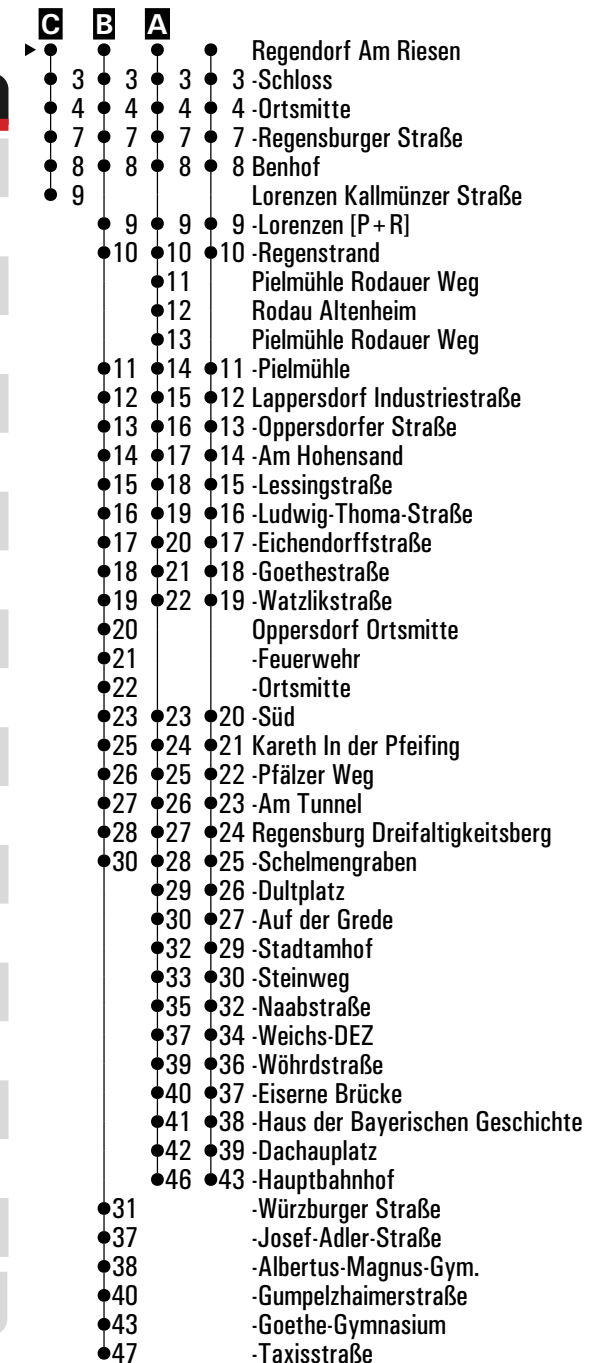 C B A
Regendorf Am Riesen
3 3 3 3 -Schloss
4 4 4 4 -Ortsmitte
7 7 7 7 -Regensburger Straße
8 8 8 8 Benhof
9 Lorenzen Kallmünzer Straße
9 9 9 -Lorenzen [P+R]
10 10 10 -Regenstrand
11 Pielmühle Rodauer Weg
12 Rodau Altenheim
13 Pielmühle Rodauer Weg
11 14 11 -Pielmühle
12 15 12 Lappersdorf Industriestraße
13 16 13 -Oppersdorfer Straße
14 17 14 -Am Hohensand
15 18 15 -Lessingstraße
16 19 16 -Ludwig-Thoma-Straße
17 20 17 -Eichendorffstraße
18 21 18 -Goethestraße
19 22 19 -Watzlikstraße
20 Oppersdorf Ortsmitte
21 -Feuerwehr
22 -Ortsmitte
23 23 20 -Süd
25 24 21 Kareth In der Pfeifing
26 25 22 -Pfälzer Weg
27 26 23 -Am Tunnel
28 27 24 Regensburg Dreifaltigkeitsberg
30 28 25 -Schelmengraben
29 26 -Dultplatz
30 27 -Auf der Grede
32 29 -Stadtamhof
33 30 -Steinweg
35 32 -Naabstraße
37 34 -Weichs-DEZ
39 36 -Wöhrdstraße
40 37 -Eiserne Brücke
41 38 -Haus der Bayerischen Geschichte
42 39 -Dachauplatz
46 43 -Hauptbahnhof
31 -Würzburger Straße
37 -Josef-Adler-Straße
38 -Albertus-Magnus-Gym.
40 -Gumpelzhaimerstraße
43 -Goethe-Gymnasium
47 -Taxisstraße